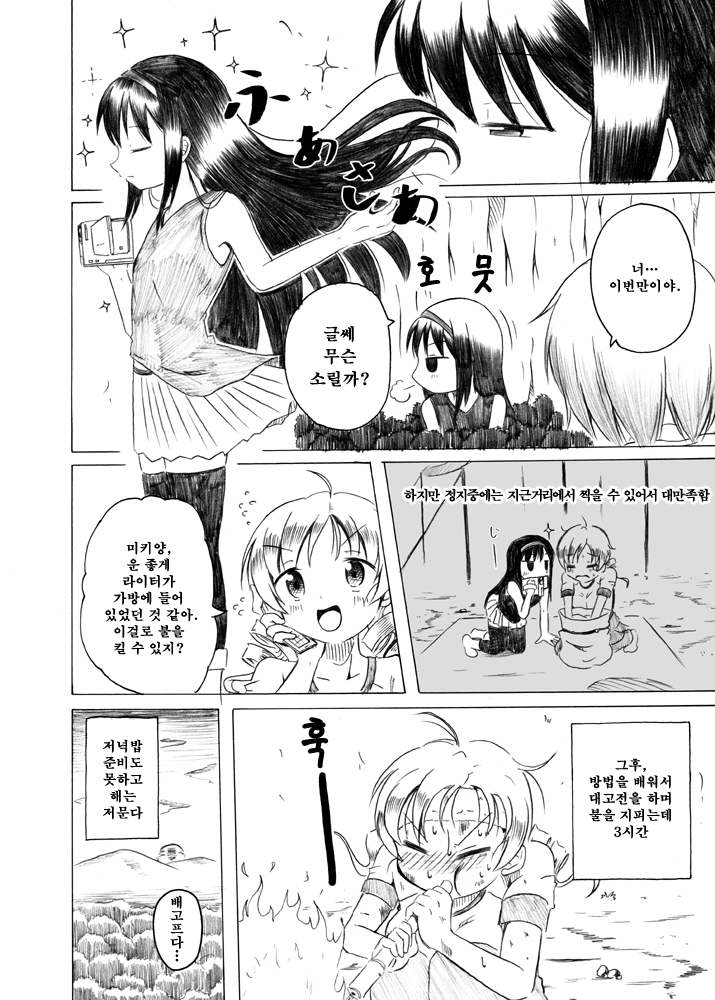 ふぁさぁ
너…
이번만이야.
호뭇
글쎄
무슨
소릴까?
하지만 정지중에는 지근거리에서 찍을 수 있어서 대만족함
미키양,
운 좋게
라이터가
가방에 들어
있었던 것 같아.
이걸로 불을
킬 수 있지?
그후,
방법을 배워서
대고전을 하며
불을 지피는데
3시간
훅ー
저녁밥
준비도
못하고
해는
저문다
배고프다…